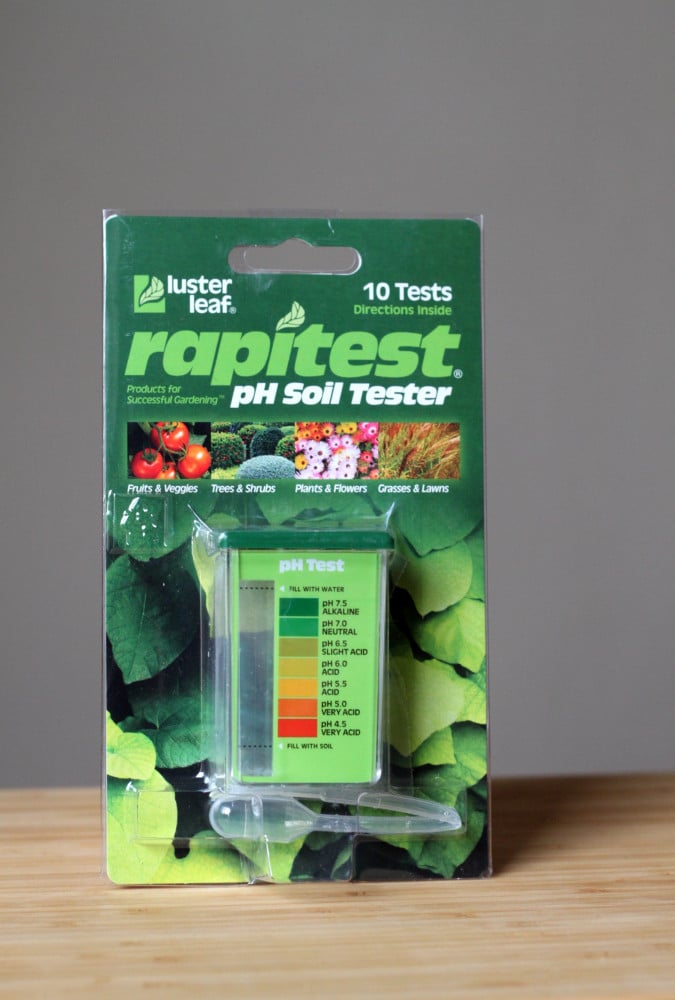 luster
leaf®
10 Tests
Directions Inside
rapitest®
Products for
Successful Gardening™
pH Soil Tester
Fruits & Veggies
Trees & Shrubs
Plants & Flowers
Grasses & Lawns
pH Test
FILL WITH WATER
pH 7.5
ALKALINE
pH 7.0
NEUTRAL
pH 6.5
SLIGHT ACID
pH 6.0
ACID
pH 5.5
ACID
pH 5.0
VERY ACID
pH 4.5
VERY ACID
FILL WITH SOIL